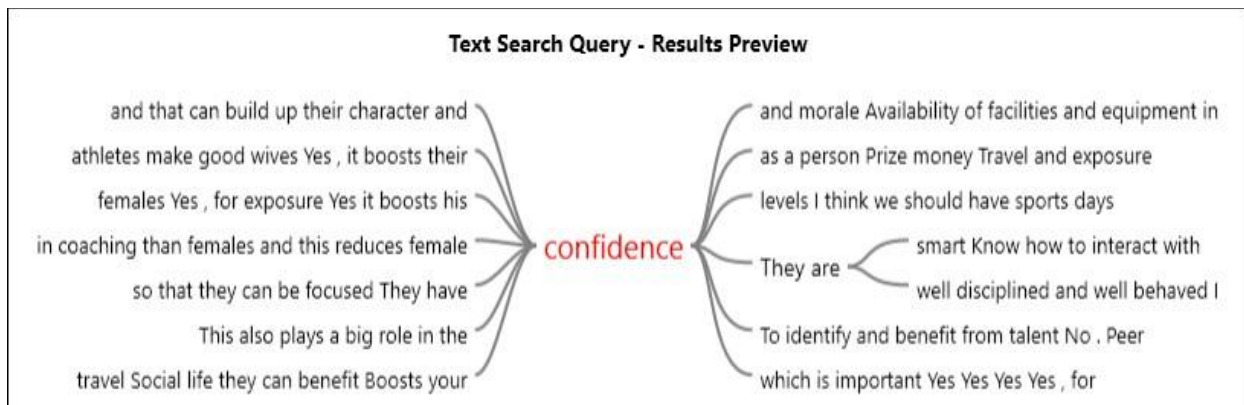 Text Search Query - Results Preview
and that can build up their character and
athletes make good wives Yes , it boosts their
females Yes , for exposure Yes it boosts his
in coaching than females and this reduces female
so that they can be focused They have
This also plays a big role in the
travel Social life they can benefit Boosts your
confidence
and morale Availability of facilities and equipment in
as a person Prize money Travel and exposure
levels I think we should have sports days
They are
smart Know how to interact with
well disciplined and well behaved I
To identify and benefit from talent No . Peer
which is important Yes Yes Yes Yes , for